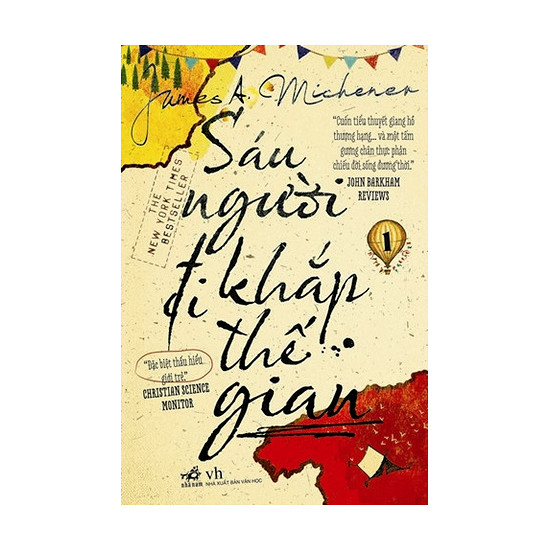 James A. Michener
"Cuốn tiểu thuyết giang hồ
thượng hạng... và một tấm
gương chân thực phản
chiếu đời sống đương thời."
JOHN BARKHAM
REVIEWS
THE
NEW YORK TIMES
BESTSELLER
Sáu
người
đi khắp
thế
gian
1
"Đặc biệt thấu hiểu
giới trẻ."
CHRISTIAN SCIENCE
MONITOR
nhã nam
vh
NHÀ XUẤT BẢN VĂN HỌC